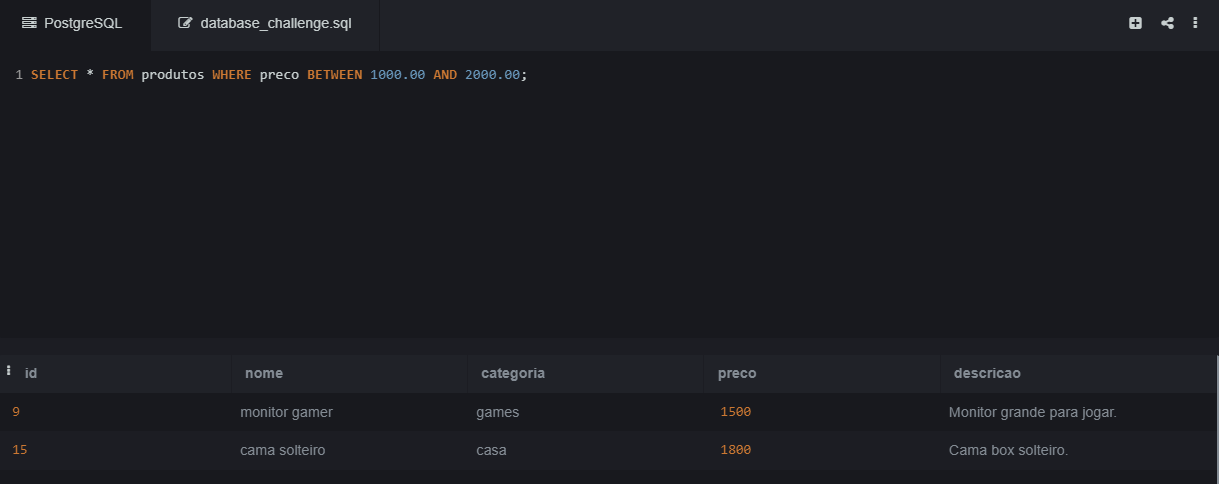 PostgreSQL database_challenge.sql
1 SELECT * FROM produtos WHERE preco BETWEEN 1000.00 AND 2000.00;
id nome categoria preco descricao
9 monitor gamer games 1500 Monitor grande para jogar.
15 cama solteiro casa 1800 Cama box solteiro.